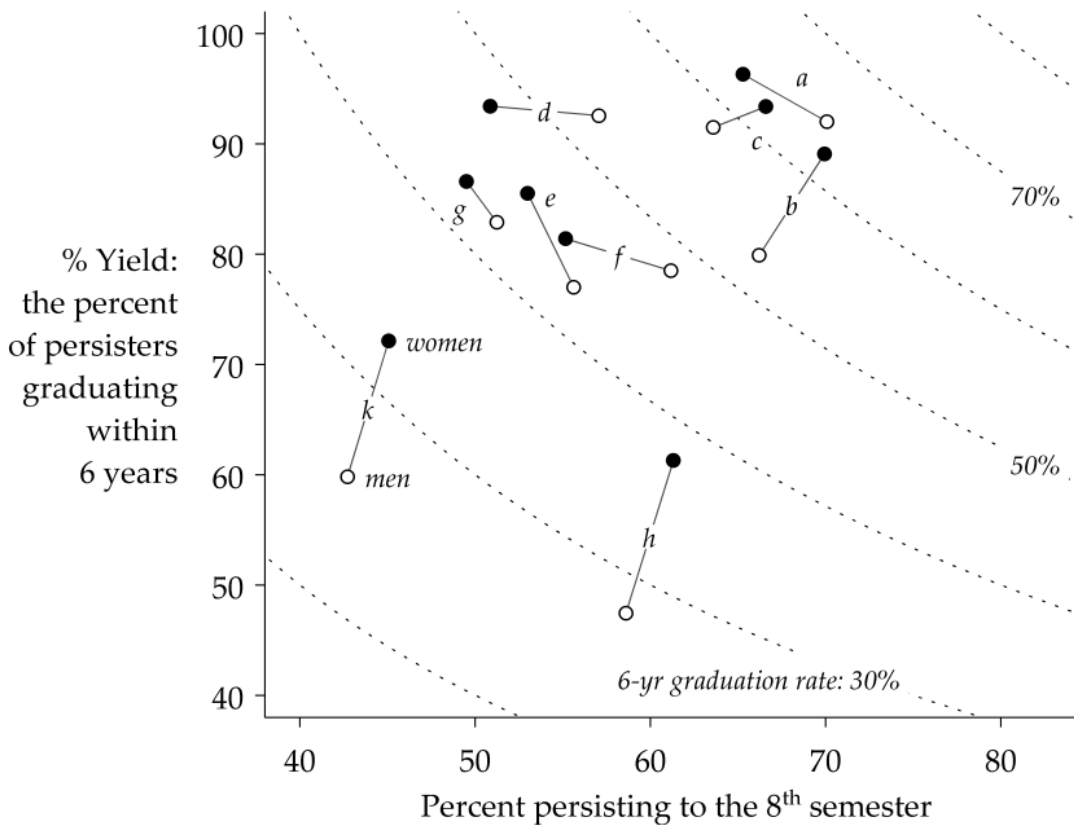 100
90
80
70
60
50
40
% Yield:
the percent
of persisters
graduating
within
6 years
a
d
c
70%
e
g
b
f
women
k
men
50%
h
6-yr graduation rate: 30%
40
50
60
70
80
Percent persisting to the 8th semester